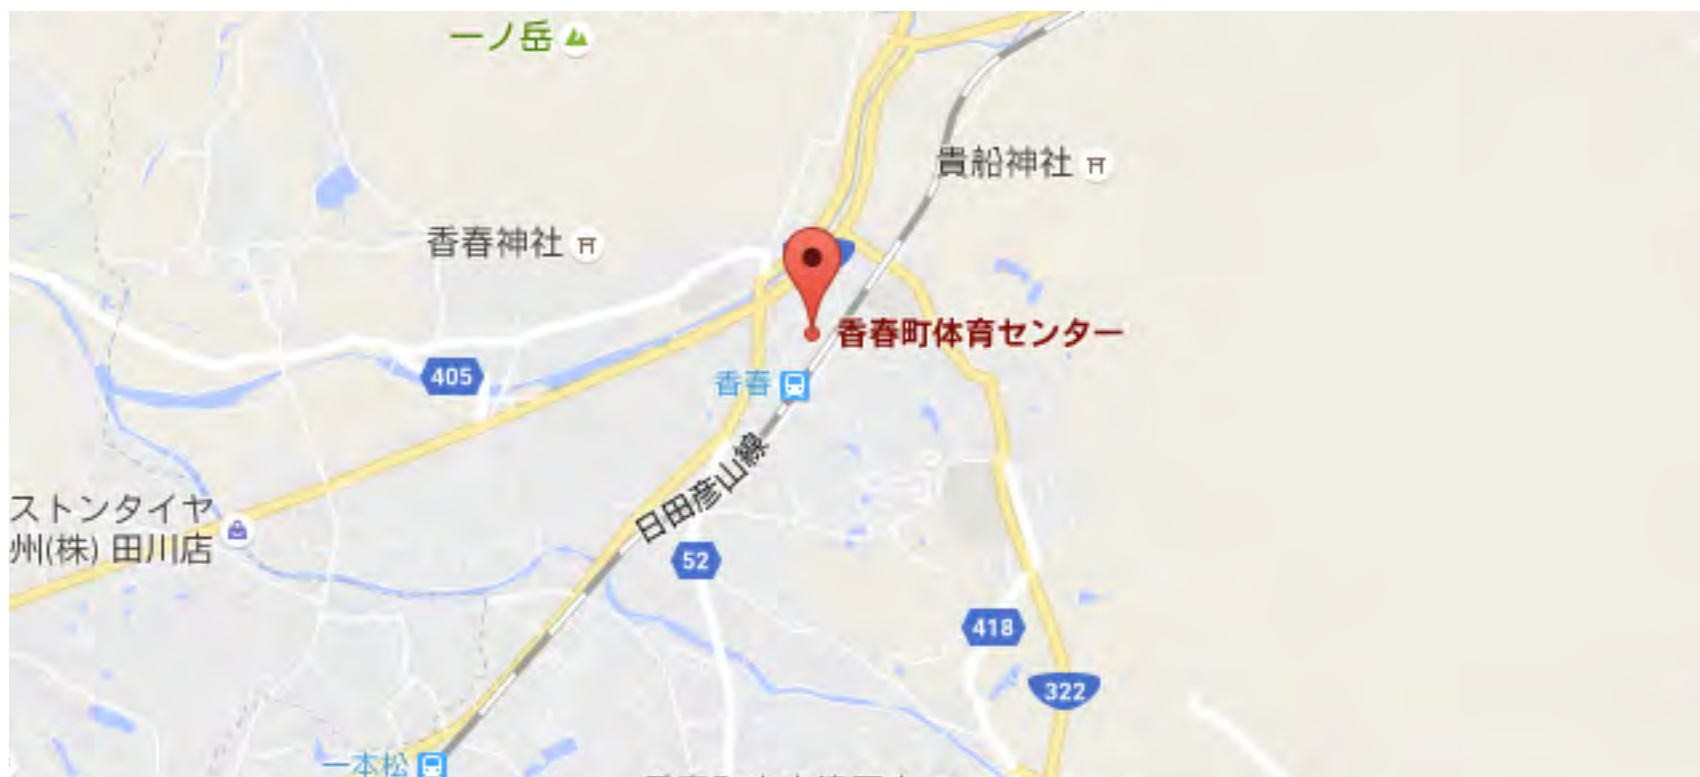 一ノ岳
貴船神社
香春神社
香春町体育センター
405
香春
日田彦山線
ストンタイヤ
州(株) 田川店
52
418
322
一本松